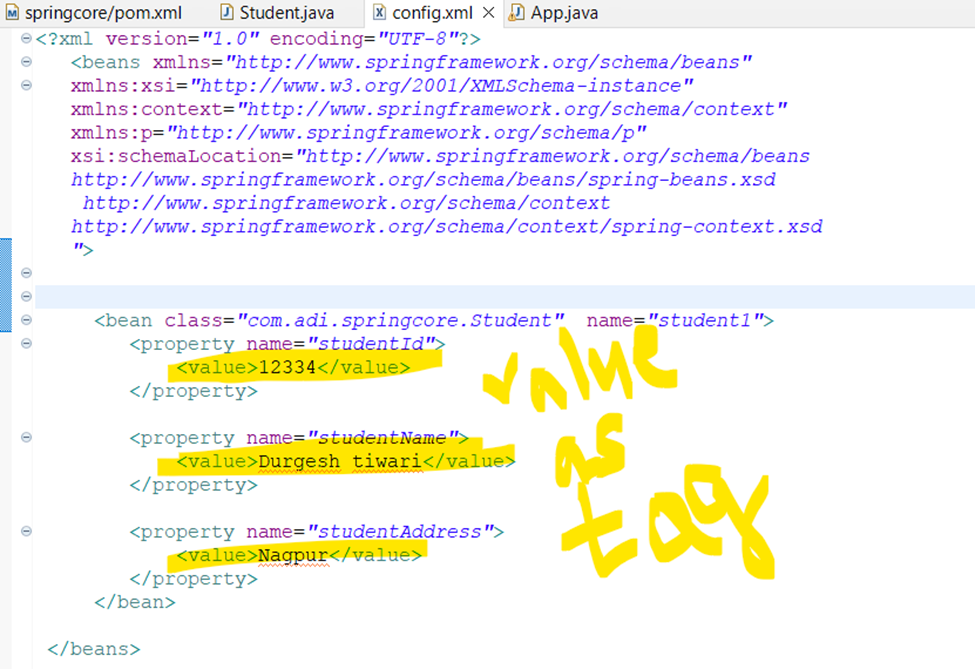 springcore/pom.xml Student.java config.xml App.java
<?xml version="1.0" encoding="UTF-8"?>
<beans xmlns="http://www.springframework.org/schema/beans"
xmlns:xsi="http://www.w3.org/2001/XMLSchema-instance"
xmlns:context="http://www.springframework.org/schema/context"
xmlns:p="http://www.springframework.org/schema/p"
xsi:schemaLocation="http://www.springframework.org/schema/beans
http://www.springframework.org/schema/beans/spring-beans.xsd
http://www.springframework.org/schema/context
http://www.springframework.org/schema/context/spring-context.xsd
">
<bean class="com.adi.springcore.Student" name="student1">
<property name="studentId">
<value>12334</value>
</property>
<property name="studentName">
<value>Durgesh tiwari</value>
</property>
<property name="studentAddress">
<value>Nagpur</value>
</property>
</bean>
</beans>
value
as
tag